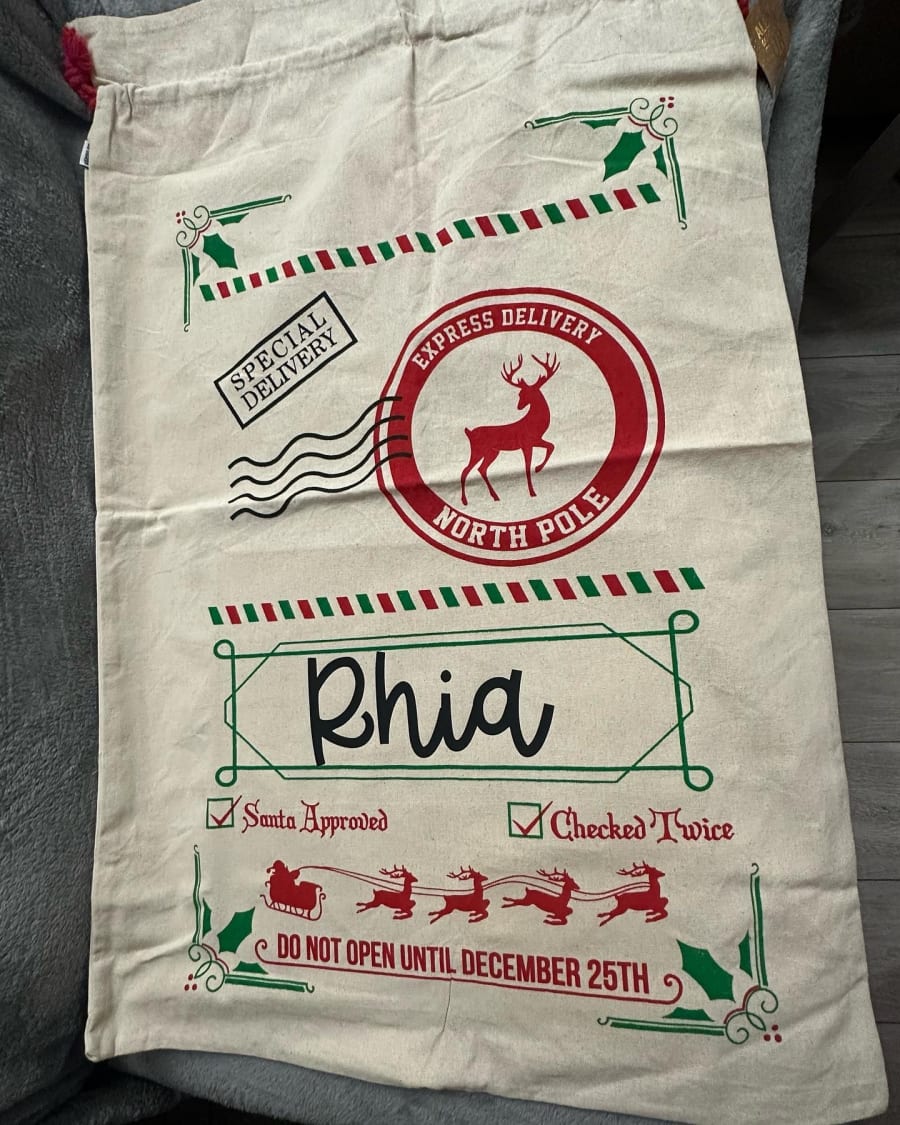 SPECIAL
DELIVERY
EXPRESS DELIVERY
NORTH POLE
Rhia
Santa Approved
Checked Twice
DO NOT OPEN UNTIL DECEMBER 25TH